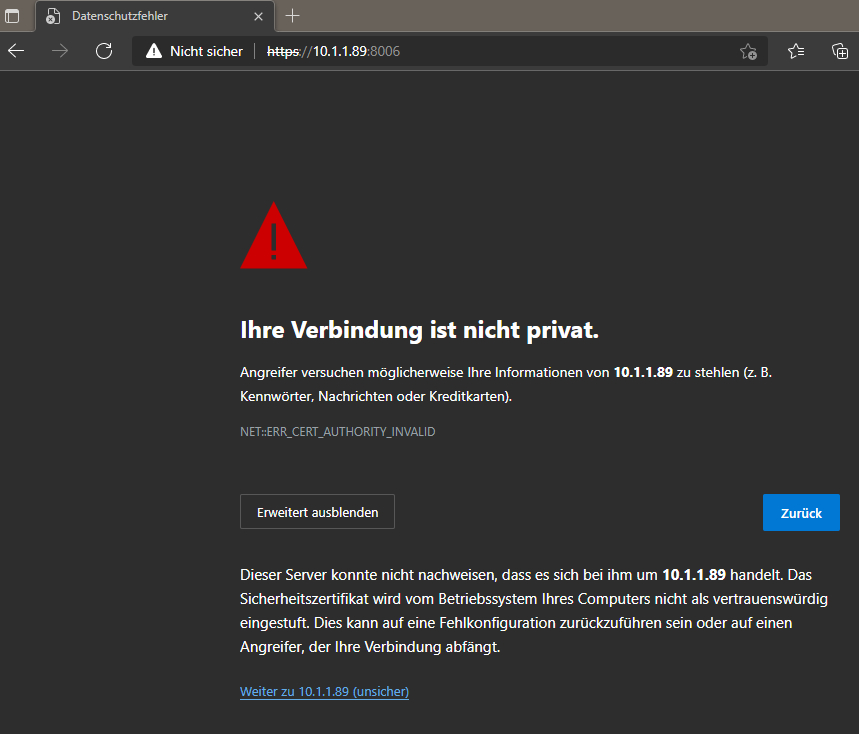 Datenschutzfehler
Nicht sicher https://10.1.1.89:8006
Ihre Verbindung ist nicht privat.
Angreifer versuchen möglicherweise Ihre Informationen von 10.1.1.89 zu stehlen (z. B.
Kennwörter, Nachrichten oder Kreditkarten).
NET::ERR_CERT_AUTHORITY_INVALID
Erweitert ausblenden
Zurück
Dieser Server konnte nicht nachweisen, dass es sich bei ihm um 10.1.1.89 handelt. Das
Sicherheitszertifikat wird vom Betriebssystem Ihres Computers nicht als vertrauenswürdig
eingestuft. Dies kann auf eine Fehlkonfiguration zurückzuführen sein oder auf einen
Angreifer, der Ihre Verbindung abfängt.
Weiter zu 10.1.1.89 (unsicher)